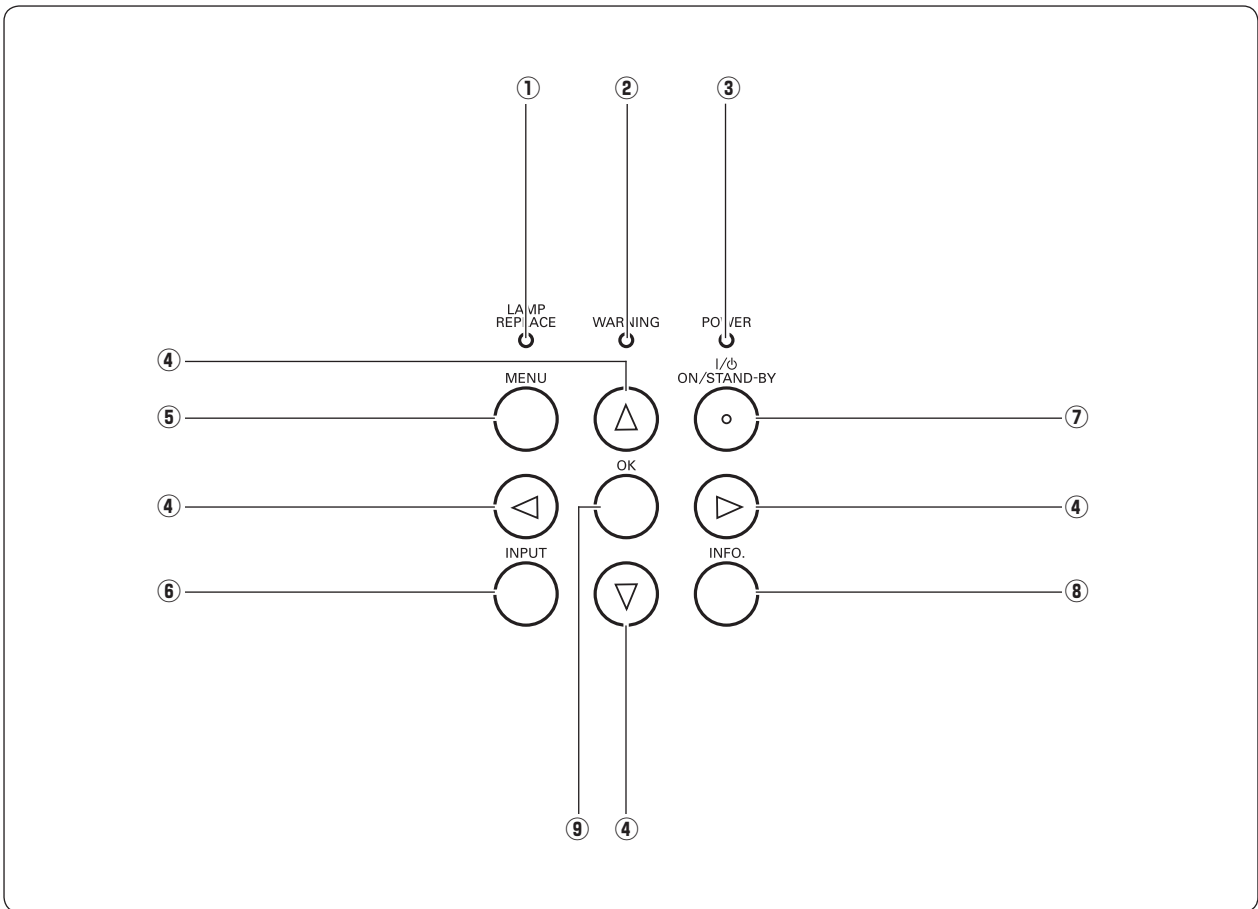 ① ② ③
LAMP
REPLACE WARNING POWER
④ I/⏻
MENU ON/STAND-BY
⑤ ⑦
OK
④ ④
INPUT INFO.
⑥ ⑧
⑨ ④